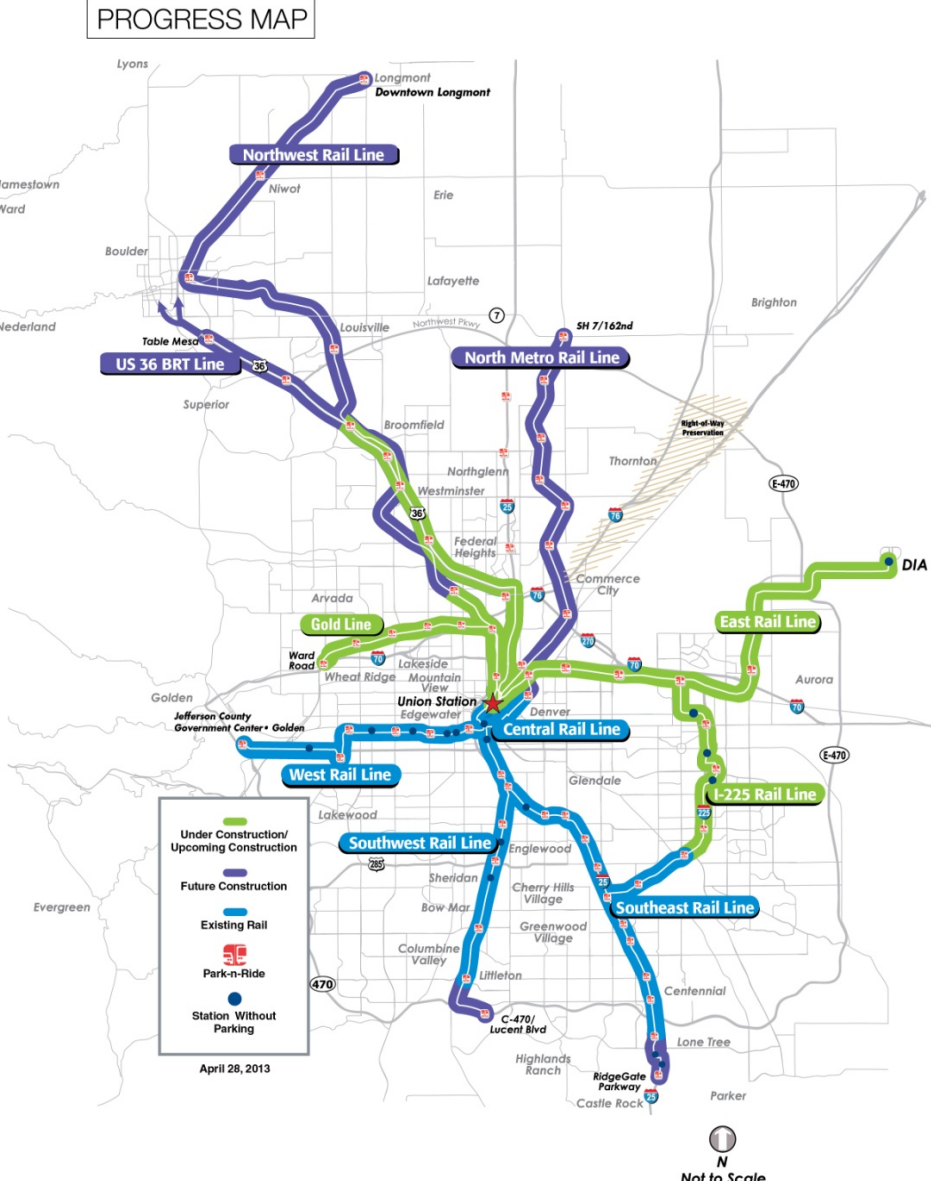 PROGRESS MAP
Lyons
Longmont
Downtown Longmont
Northwest Rail Line
Niwot
Jamestown
Ward
Erie
Boulder
Lafayette
Brighton
Nederland
Louisville
Northwest Pkwy
7
SH 7/162nd
Table Mesa
US 36 BRT Line
36
North Metro Rail Line
Superior
Broomfield
Right-of-Way
Preservation
Northglenn
Thornton
Westminster
E-470
25
36
76
Federal
Heights
DIA
Commerce
City
Arvada
76
Gold Line
East Rail Line
270
Ward
Road
70
Lakeside
70
Wheat Ridge
Mountain
View
Aurora
Golden
Union Station
Edgewater
Denver
70
Jefferson County
Government Center• Golden
Central Rail Line
E-470
West Rail Line
Glendale
I-225 Rail Line
225
Lakewood
Southwest Rail Line
Englewood
285
Sheridan
25
Cherry Hills
Village
Evergreen
Bow Mar
Southeast Rail Line
Greenwood
Village
Columbine
Valley
470
Littleton
Centennial
C-470/
Lucent Blvd
Lone Tree
Highlands
Ranch
RidgeGate
Parkway
25
Castle Rock
Parker
Under Construction/
Upcoming Construction
Future Construction
Existing Rail
Park-n-Ride
Station Without
Parking
April 28, 2013
N
Not to Scale